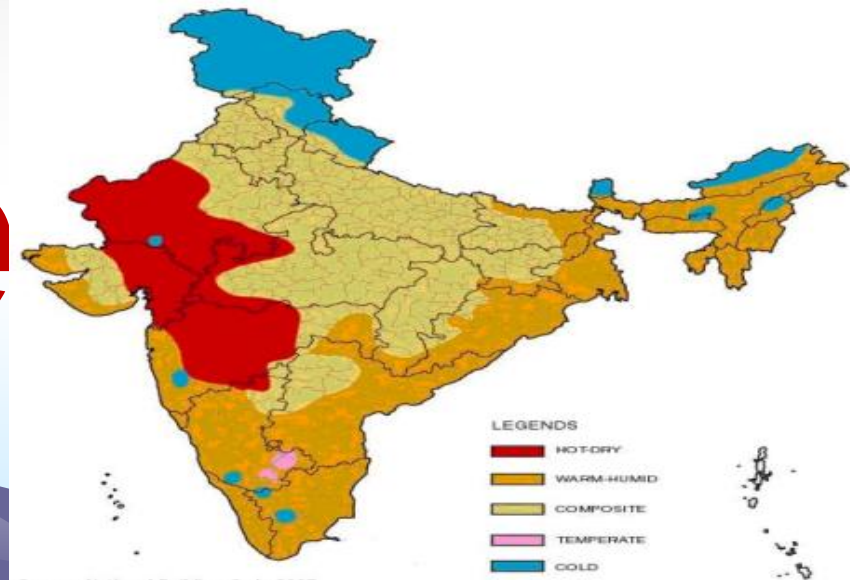 LEGENDS
HOT-DRY
WARM-HUMID
COMPOSITE
TEMPERATE
COLD